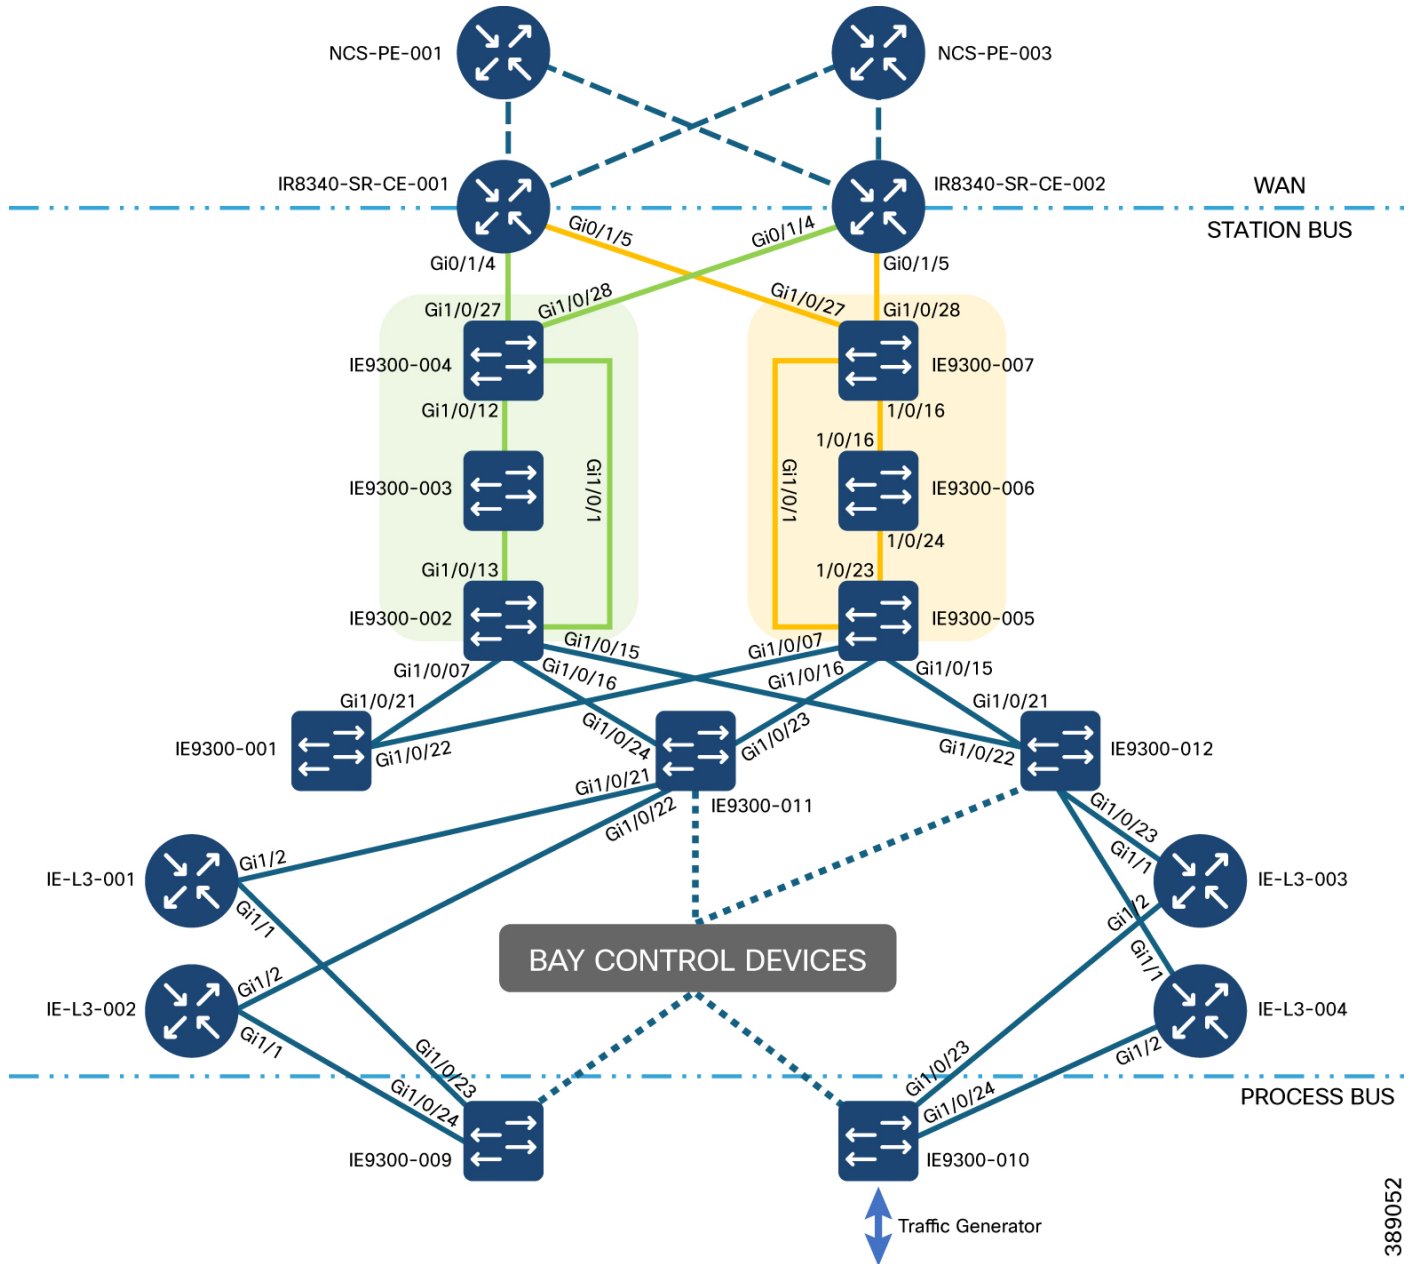 NCS-PE-001
NCS-PE-003
IR8340-SR-CE-001
IR8340-SR-CE-002
WAN
STATION BUS
Gi0/1/5
Gi0/1/4
Gi0/1/4
Gi0/1/5
Gi1/0/27
Gi1/0/28
Gi1/0/27
Gi1/0/28
IE9300-004
IE9300-007
Gi1/0/12
1/0/16
1/0/16
IE9300-003
Gi1/0/1
Gi1/0/1
IE9300-006
1/0/24
Gi1/0/13
1/0/23
IE9300-002
IE9300-005
Gi1/0/15
Gi1/0/07
Gi1/0/07
Gi1/0/16
Gi1/0/16
Gi1/0/15
Gi1/0/21
Gi1/0/21
IE9300-001
Gi1/0/22
Gi1/0/24
Gi1/0/23
Gi1/0/22
IE9300-012
Gi1/0/21
Gi1/0/22
IE9300-011
Gi1/0/23
IE-L3-001
Gi1/2
Gi1/1
Gi1/1
IE-L3-003
Gi1/2
BAY CONTROL DEVICES
IE-L3-002
Gi1/2
Gi1/1
Gi1/1
IE-L3-004
Gi1/2
Gi1/0/23
Gi1/0/24
Gi1/0/23
Gi1/0/24
PROCESS BUS
IE9300-009
IE9300-010
Traffic Generator
389052